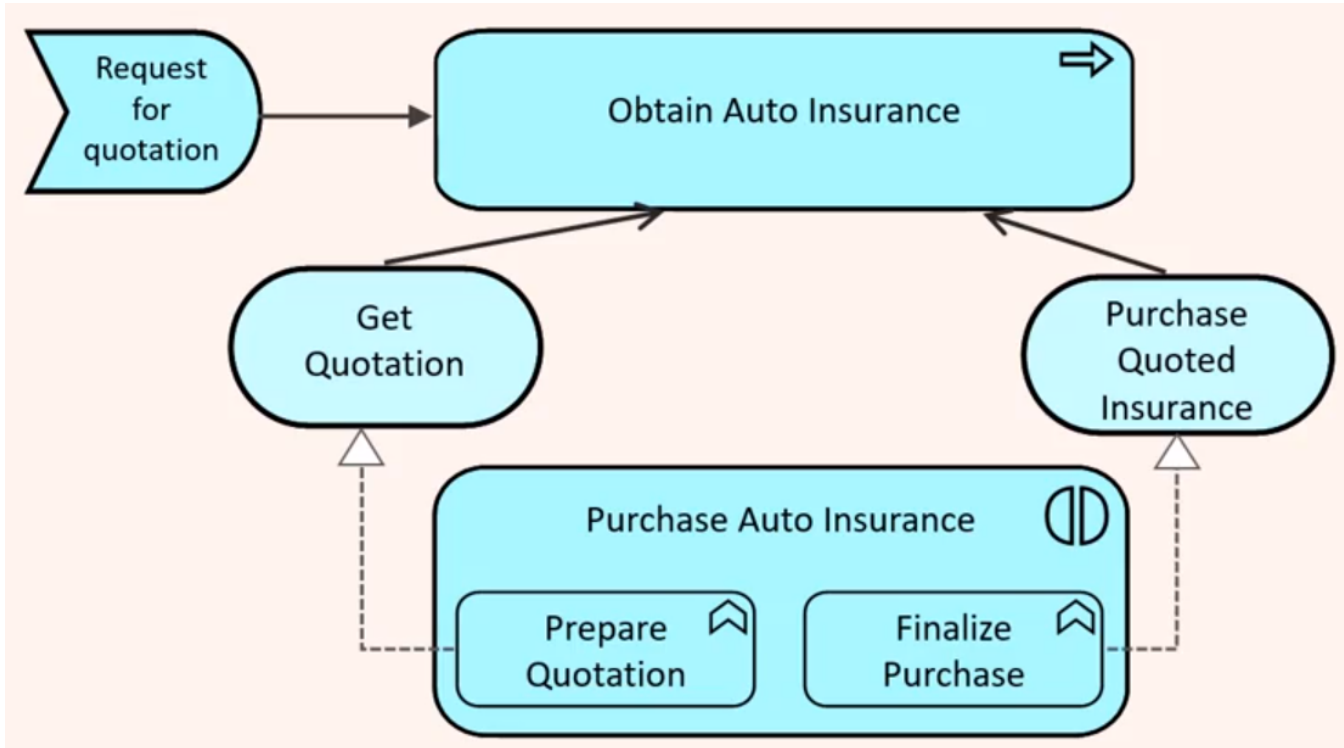 Request
for
quotation
Obtain Auto Insurance
Get
Quotation
Purchase
Quoted
Insurance
Purchase Auto Insurance
Prepare
Quotation
Finalize
Purchase